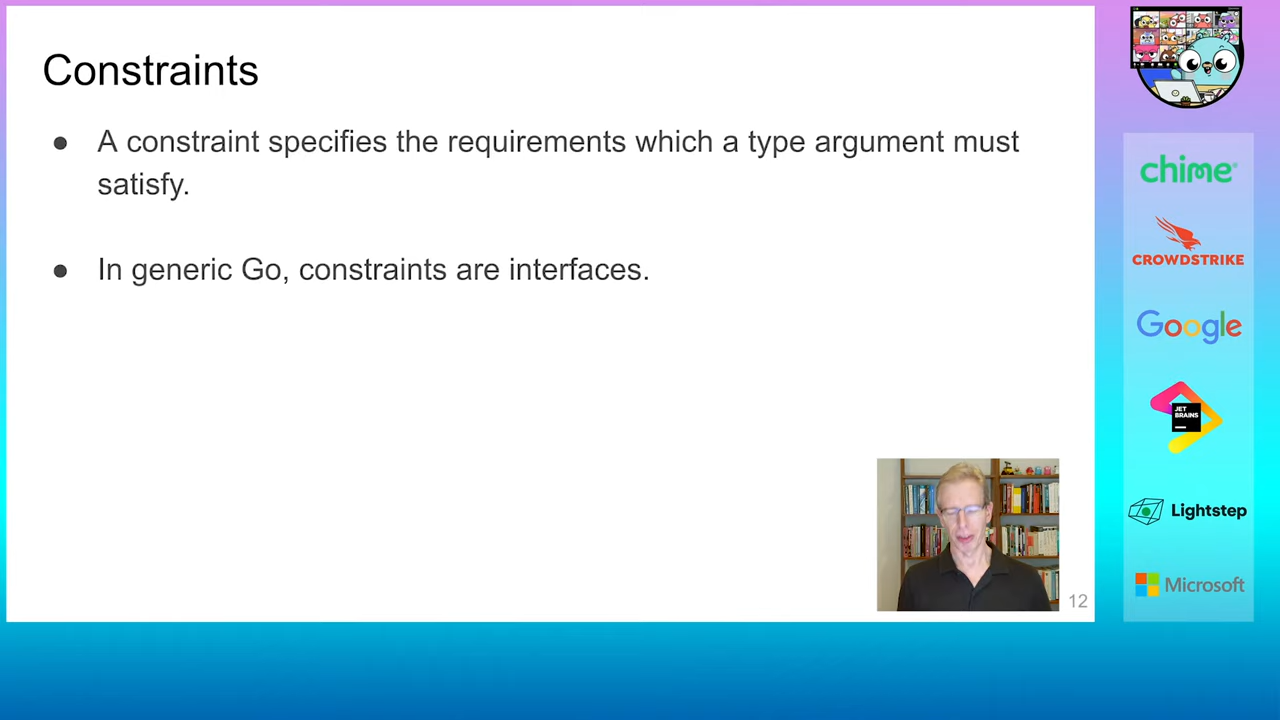 Constraints
● A constraint specifies the requirements which a type argument must
satisfy.
● In generic Go, constraints are interfaces.
12
chime®
CROWDSTRIKE
Google
JET
BRAINS
Lightstep
Microsoft